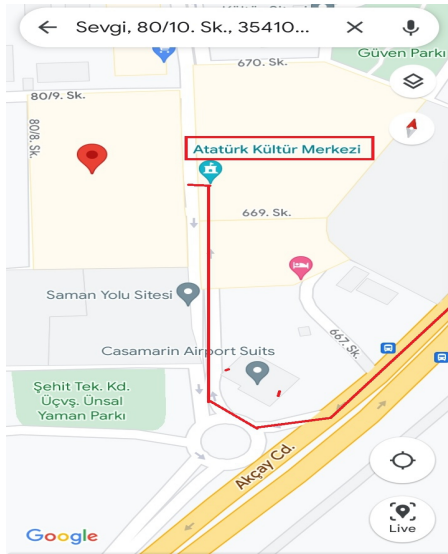 Sevgi, 80/10. Sk., 35410...
670. Sk.
Güven Parkı
80/9. Sk.
80/8. Sk.
Atatürk Kültür Merkezi
669. Sk.
Saman Yolu Sitesi
667. Sk.
Casamarin Airport Suits
Şehit Tek. Kd.
Üçvş. Ünsal
Yaman Parkı
Akçay Cd.
Live
Google